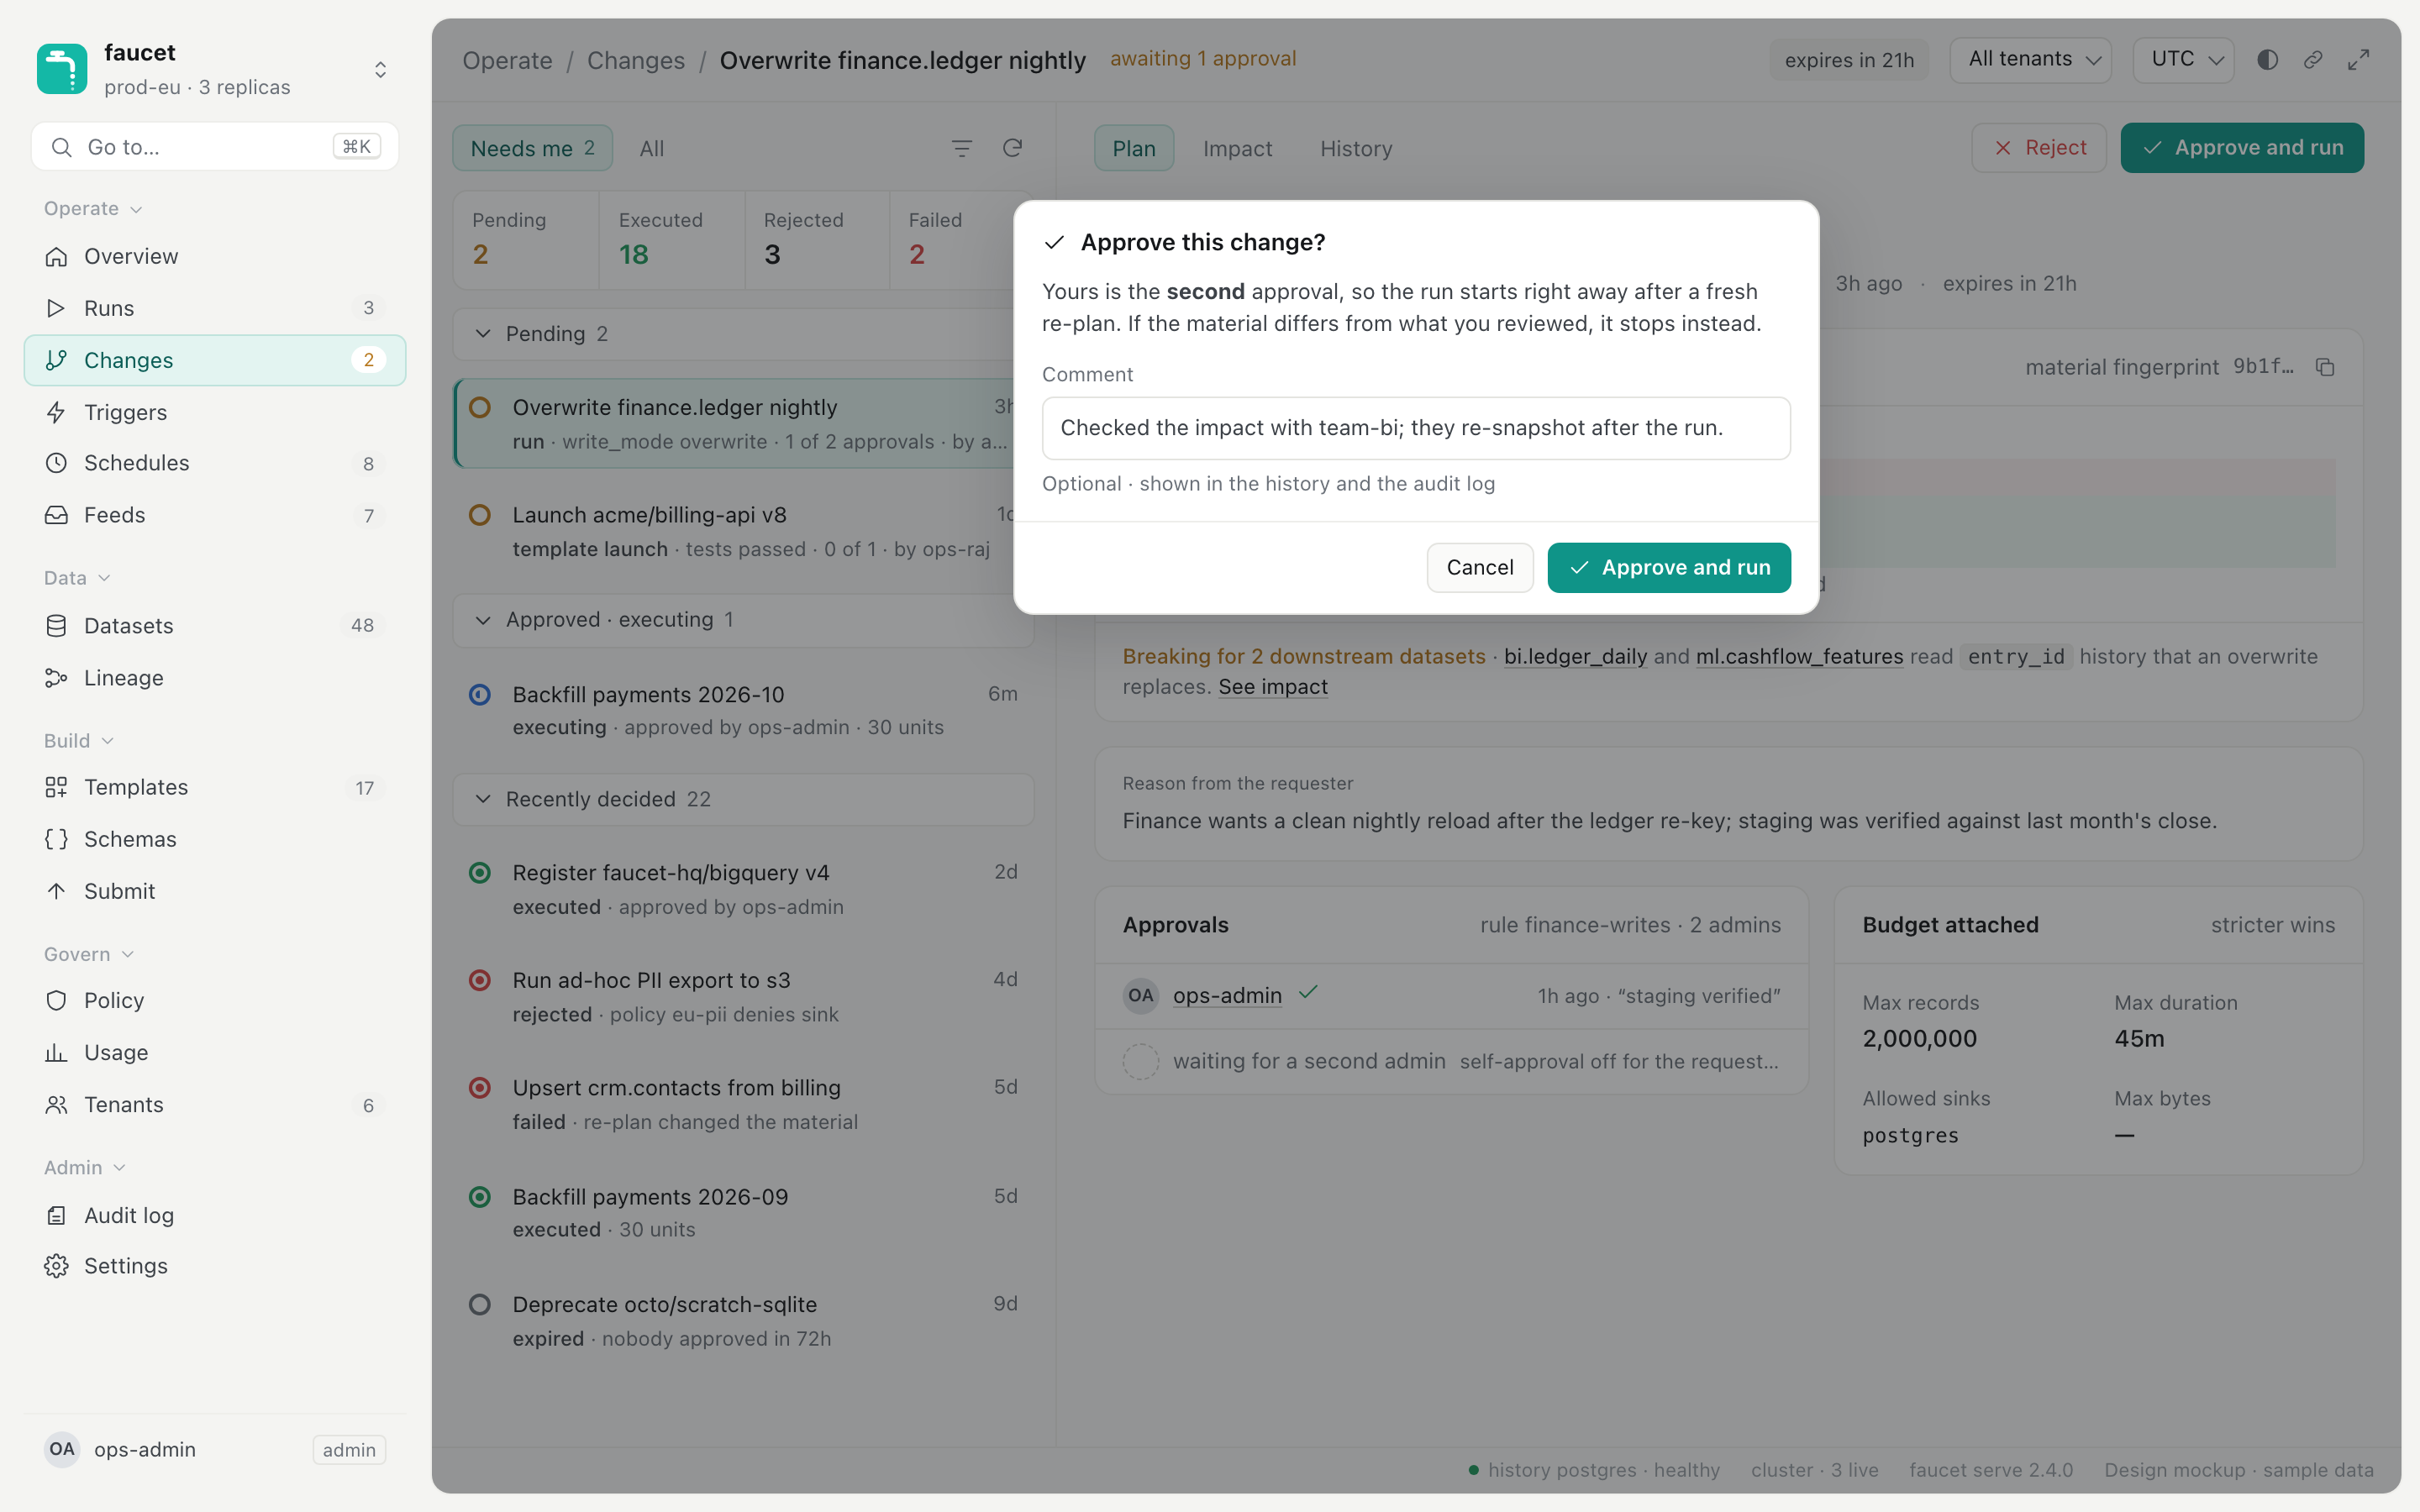 faucet
prod-eu · 3 replicas
Go to...
⌘K
Operate
Overview
Runs 3
Changes 2
Triggers
Schedules 8
Feeds 7
Data
Datasets 48
Lineage
Build
Templates 17
Schemas
Submit
Govern
Policy
Usage
Tenants 6
Admin
Audit log
Settings
OA ops-admin admin
Operate / Changes / Overwrite finance.ledger nightly awaiting 1 approval
expires in 21h All tenants UTC
Needs me 2 All
Pending Executed Rejected Failed
2 18 3 2
Pending 2
Overwrite finance.ledger nightly
run · write_mode overwrite · 1 of 2 approvals · by a...
Launch acme/billing-api v8
template launch · tests passed · 0 of 1 · by ops-raj
Approved · executing 1
Backfill payments 2026-10 6m
executing · approved by ops-admin · 30 units
Recently decided 22
Register faucet-hq/bigquery v4 2d
executed · approved by ops-admin
Run ad-hoc PII export to s3 4d
rejected · policy eu-pii denies sink
Upsert crm.contacts from billing 5d
failed · re-plan changed the material
Backfill payments 2026-09 5d
executed · 30 units
Deprecate octo/scratch-sqlite 9d
expired · nobody approved in 72h
Plan Impact History
Reject Approve and run
3h ago · expires in 21h
material fingerprint 9b1f…
Approve this change?
Yours is the second approval, so the run starts right away after a fresh
re-plan. If the material differs from what you reviewed, it stops instead.
Comment
Checked the impact with team-bi; they re-snapshot after the run.
Optional · shown in the history and the audit log
Cancel Approve and run
Breaking for 2 downstream datasets · bi.ledger_daily and ml.cashflow_features read entry_id history that an overwrite
replaces. See impact
Reason from the requester
Finance wants a clean nightly reload after the ledger re-key; staging was verified against last month's close.
Approvals rule finance-writes · 2 admins
OA ops-admin 1h ago · “staging verified”
waiting for a second admin self-approval off for the request...
Budget attached stricter wins
Max records Max duration
2,000,000 45m
Allowed sinks Max bytes
postgres —
history postgres · healthy cluster · 3 live faucet serve 2.4.0 Design mockup · sample data